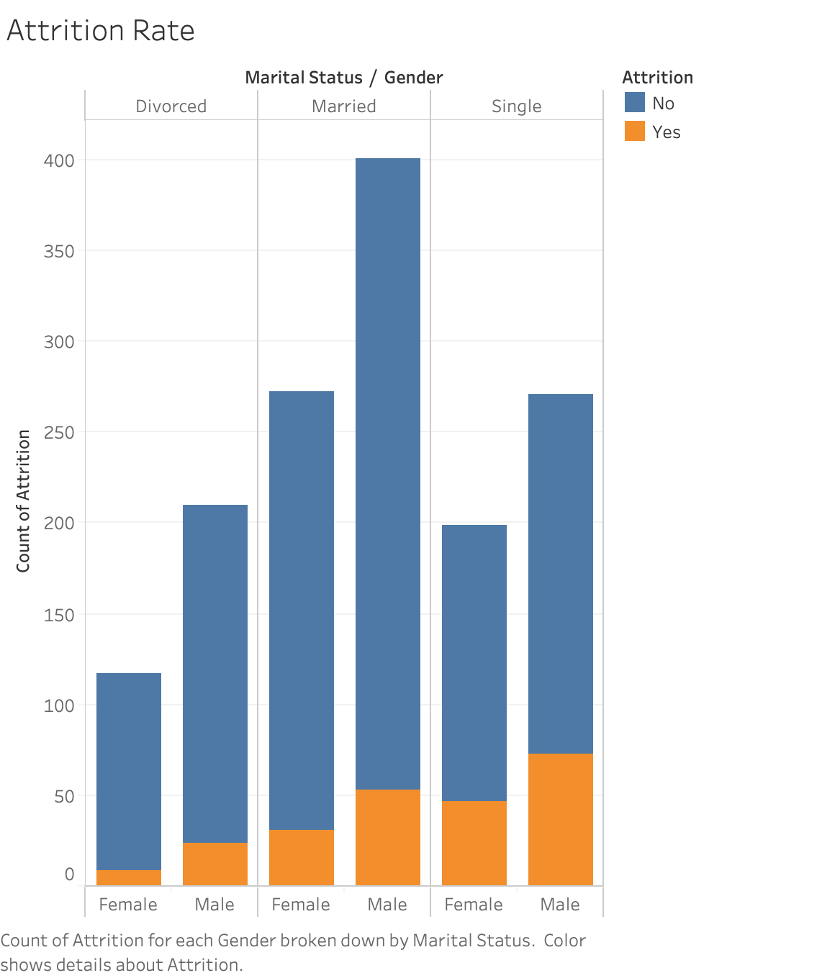 Attrition Rate
Marital Status / Gender
Attrition
Divorced
Married
Single
No
Yes
400
350
300
250
200
150
100
50
0
Count of Attrition
Female
Male
Female
Male
Female
Male
Count of Attrition for each Gender broken down by Marital Status. Color
shows details about Attrition.